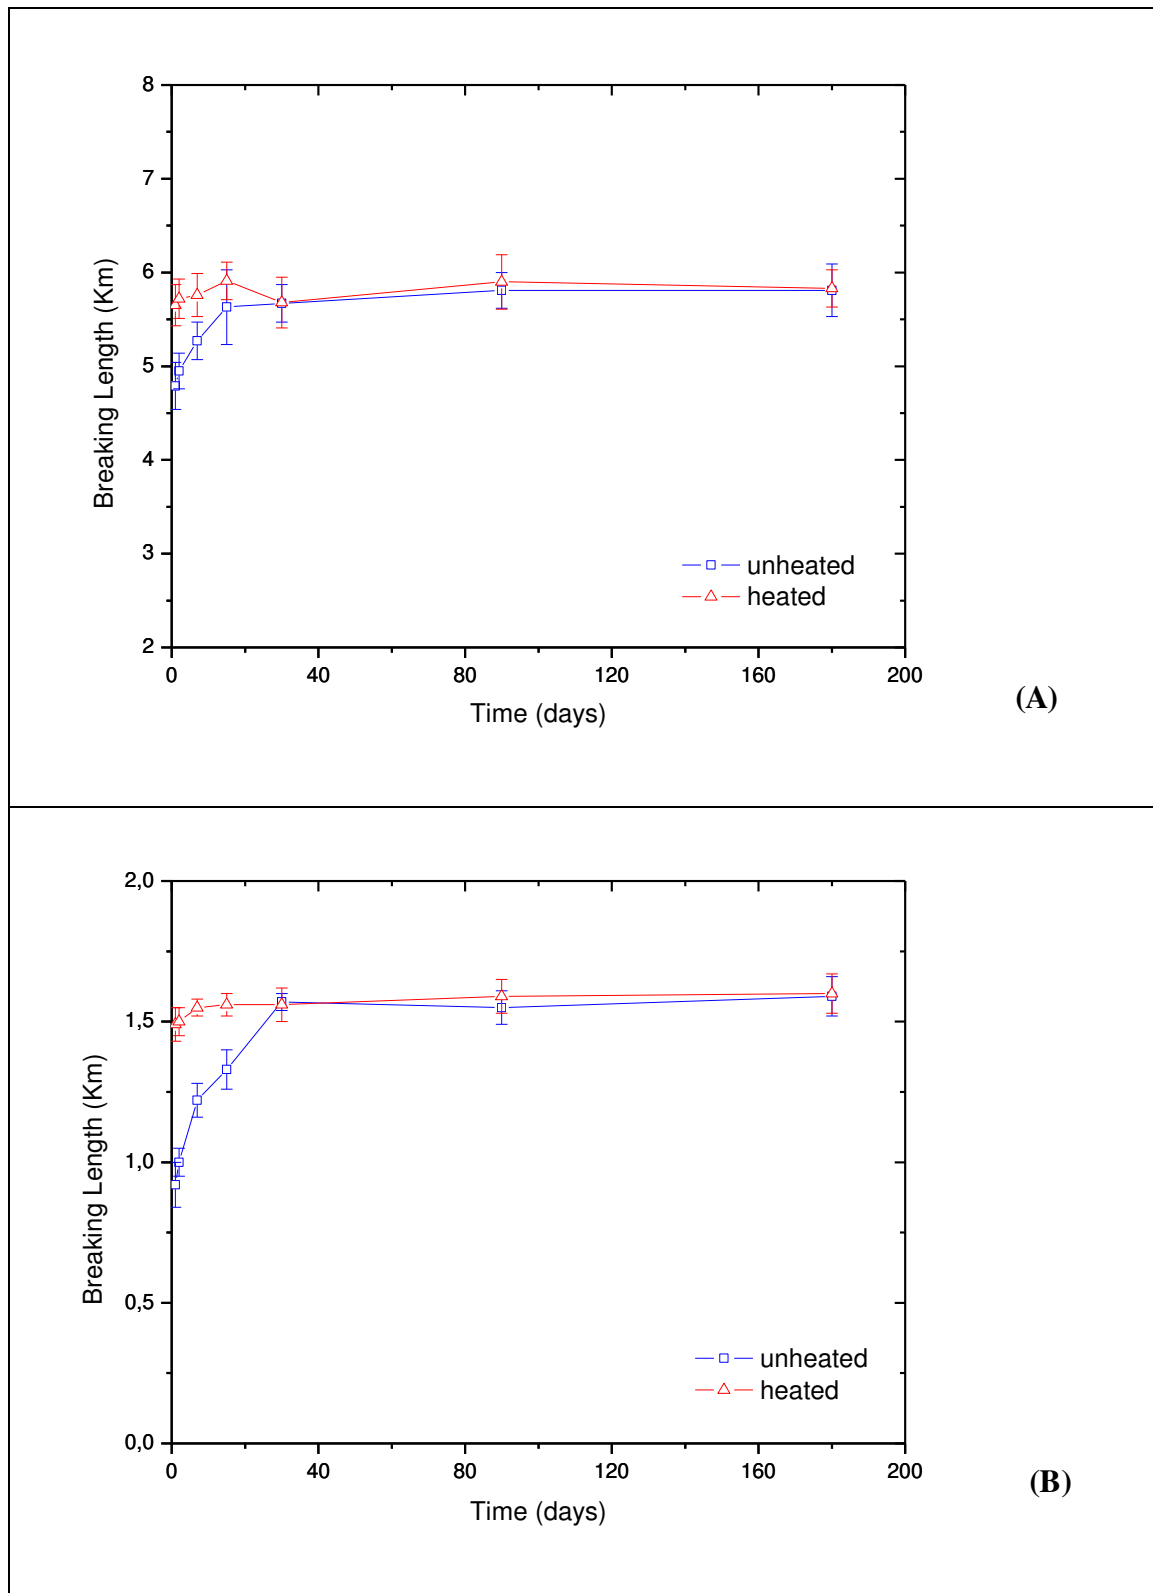 8
7
6
5
4
3
2
Breaking Length (Km)
unheated
heated
0 40 80 120 160 200
Time (days)
(A)
2,0
1,5
1,0
0,5
0,0
Breaking Length (Km)
unheated
heated
0 40 80 120 160 200
Time (days)
(B)